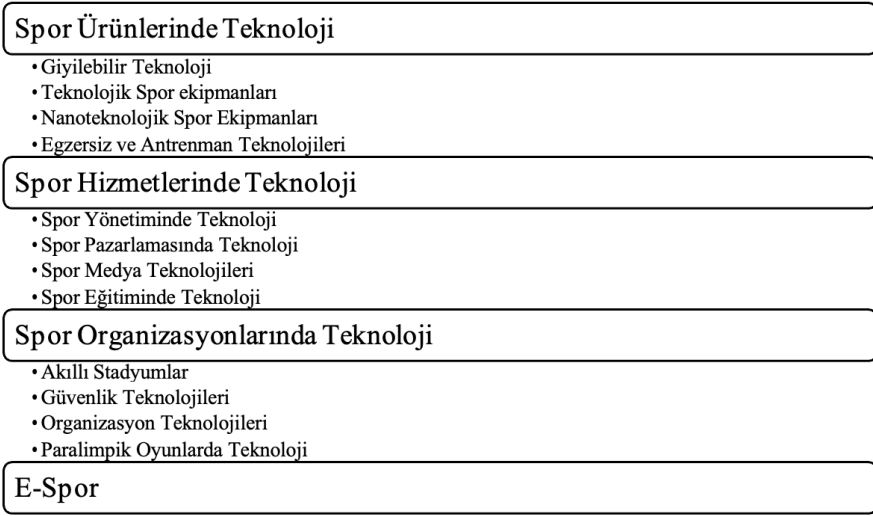 Spor Ürünlerinde Teknoloji
• Giyilebilir Teknoloji
• Teknolojik Spor ekipmanları
• Nanoteknolojik Spor Ekipmanları
• Egzersiz ve Antrenman Teknolojileri
Spor Hizmetlerinde Teknoloji
• Spor Yönetiminde Teknoloji
• Spor Pazarlamasında Teknoloji
• Spor Medya Teknolojileri
• Spor Eğitiminde Teknoloji
Spor Organizasyonlarında Teknoloji
• Akıllı Stadyumlar
• Güvenlik Teknolojileri
• Organizasyon Teknolojileri
• Paralimpik Oyunlarda Teknoloji
E-Spor